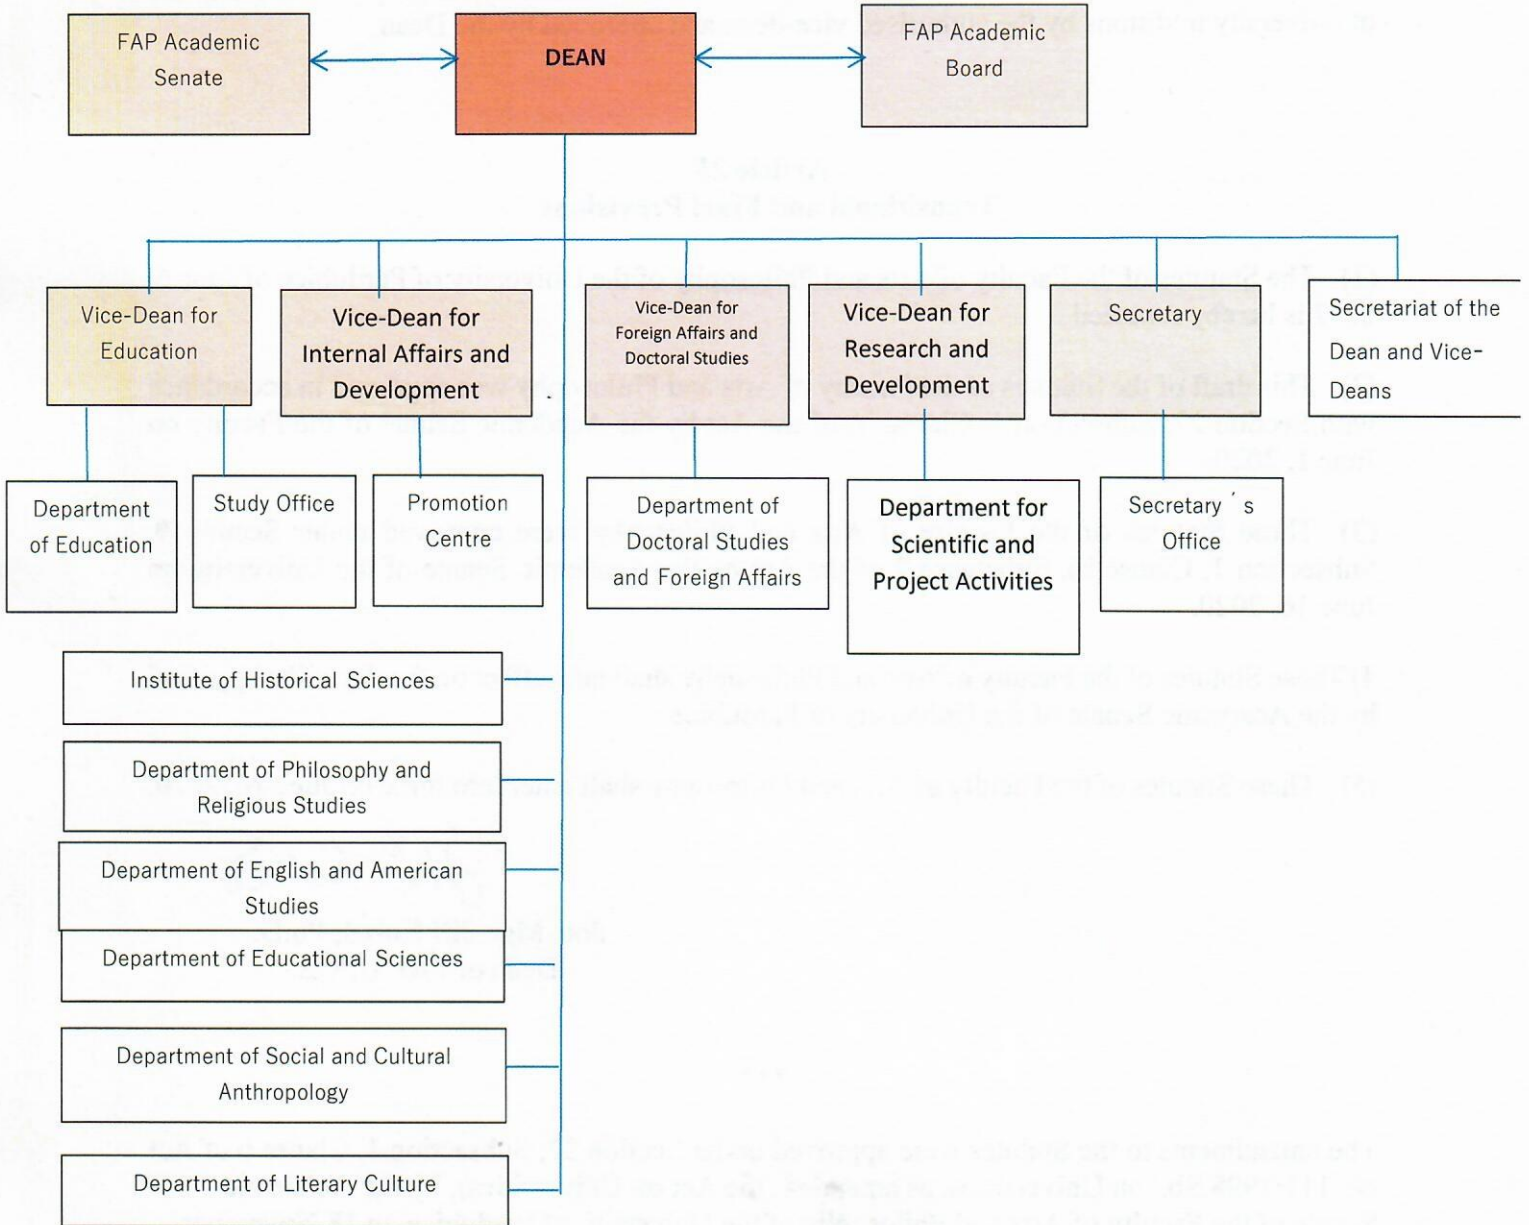 FAP Academic
Senate
DEAN
FAP Academic
Board
Vice-Dean for
Education
Vice-Dean for
Internal Affairs and
Development
Vice-Dean for
Foreign Affairs and
Doctoral Studies
Vice-Dean for
Research and
Development
Secretary
Secretariat of the
Dean and Vice-
Deans
Department
of Education
Study Office
Promotion
Centre
Department of
Doctoral Studies
and Foreign Affairs
Department for
Scientific and
Project Activities
Secretary´s
Office
Institute of Historical Sciences
Department of Philosophy and
Religious Studies
Department of English and American
Studies
Department of Educational Sciences
Department of Social and Cultural
Anthropology
Department of Literary Culture